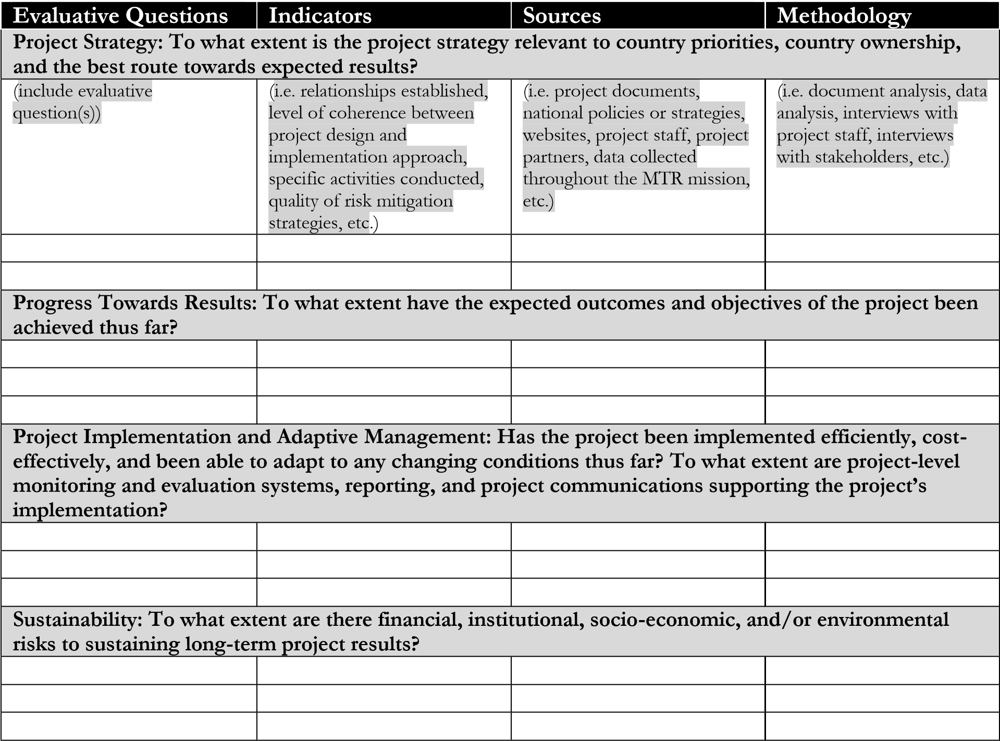 Evaluative Questions
Indicators
Sources
Methodology
Project Strategy: To what extent is the project strategy relevant to country priorities, country ownership,
and the best route towards expected results?
(include evaluative
question(s))
(i.e. relationships established,
level of coherence between
project design and
implementation approach,
specific activities conducted,
quality of risk mitigation
strategies, etc.)
(i.e. project documents,
national policies or strategies,
websites, project staff, project
partners, data collected
throughout the MTR mission,
etc.)
(i.e. document analysis, data
analysis, interviews with
project staff, interviews
with stakeholders, etc.)
Progress Towards Results: To what extent have the expected outcomes and objectives of the project been
achieved thus far?
Project Implementation and Adaptive Management: Has the project been implemented efficiently, cost-
effectively, and been able to adapt to any changing conditions thus far? To what extent are project-level
monitoring and evaluation systems, reporting, and project communications supporting the project’s
implementation?
Sustainability: To what extent are there financial, institutional, socio-economic, and/or environmental
risks to sustaining long-term project results?